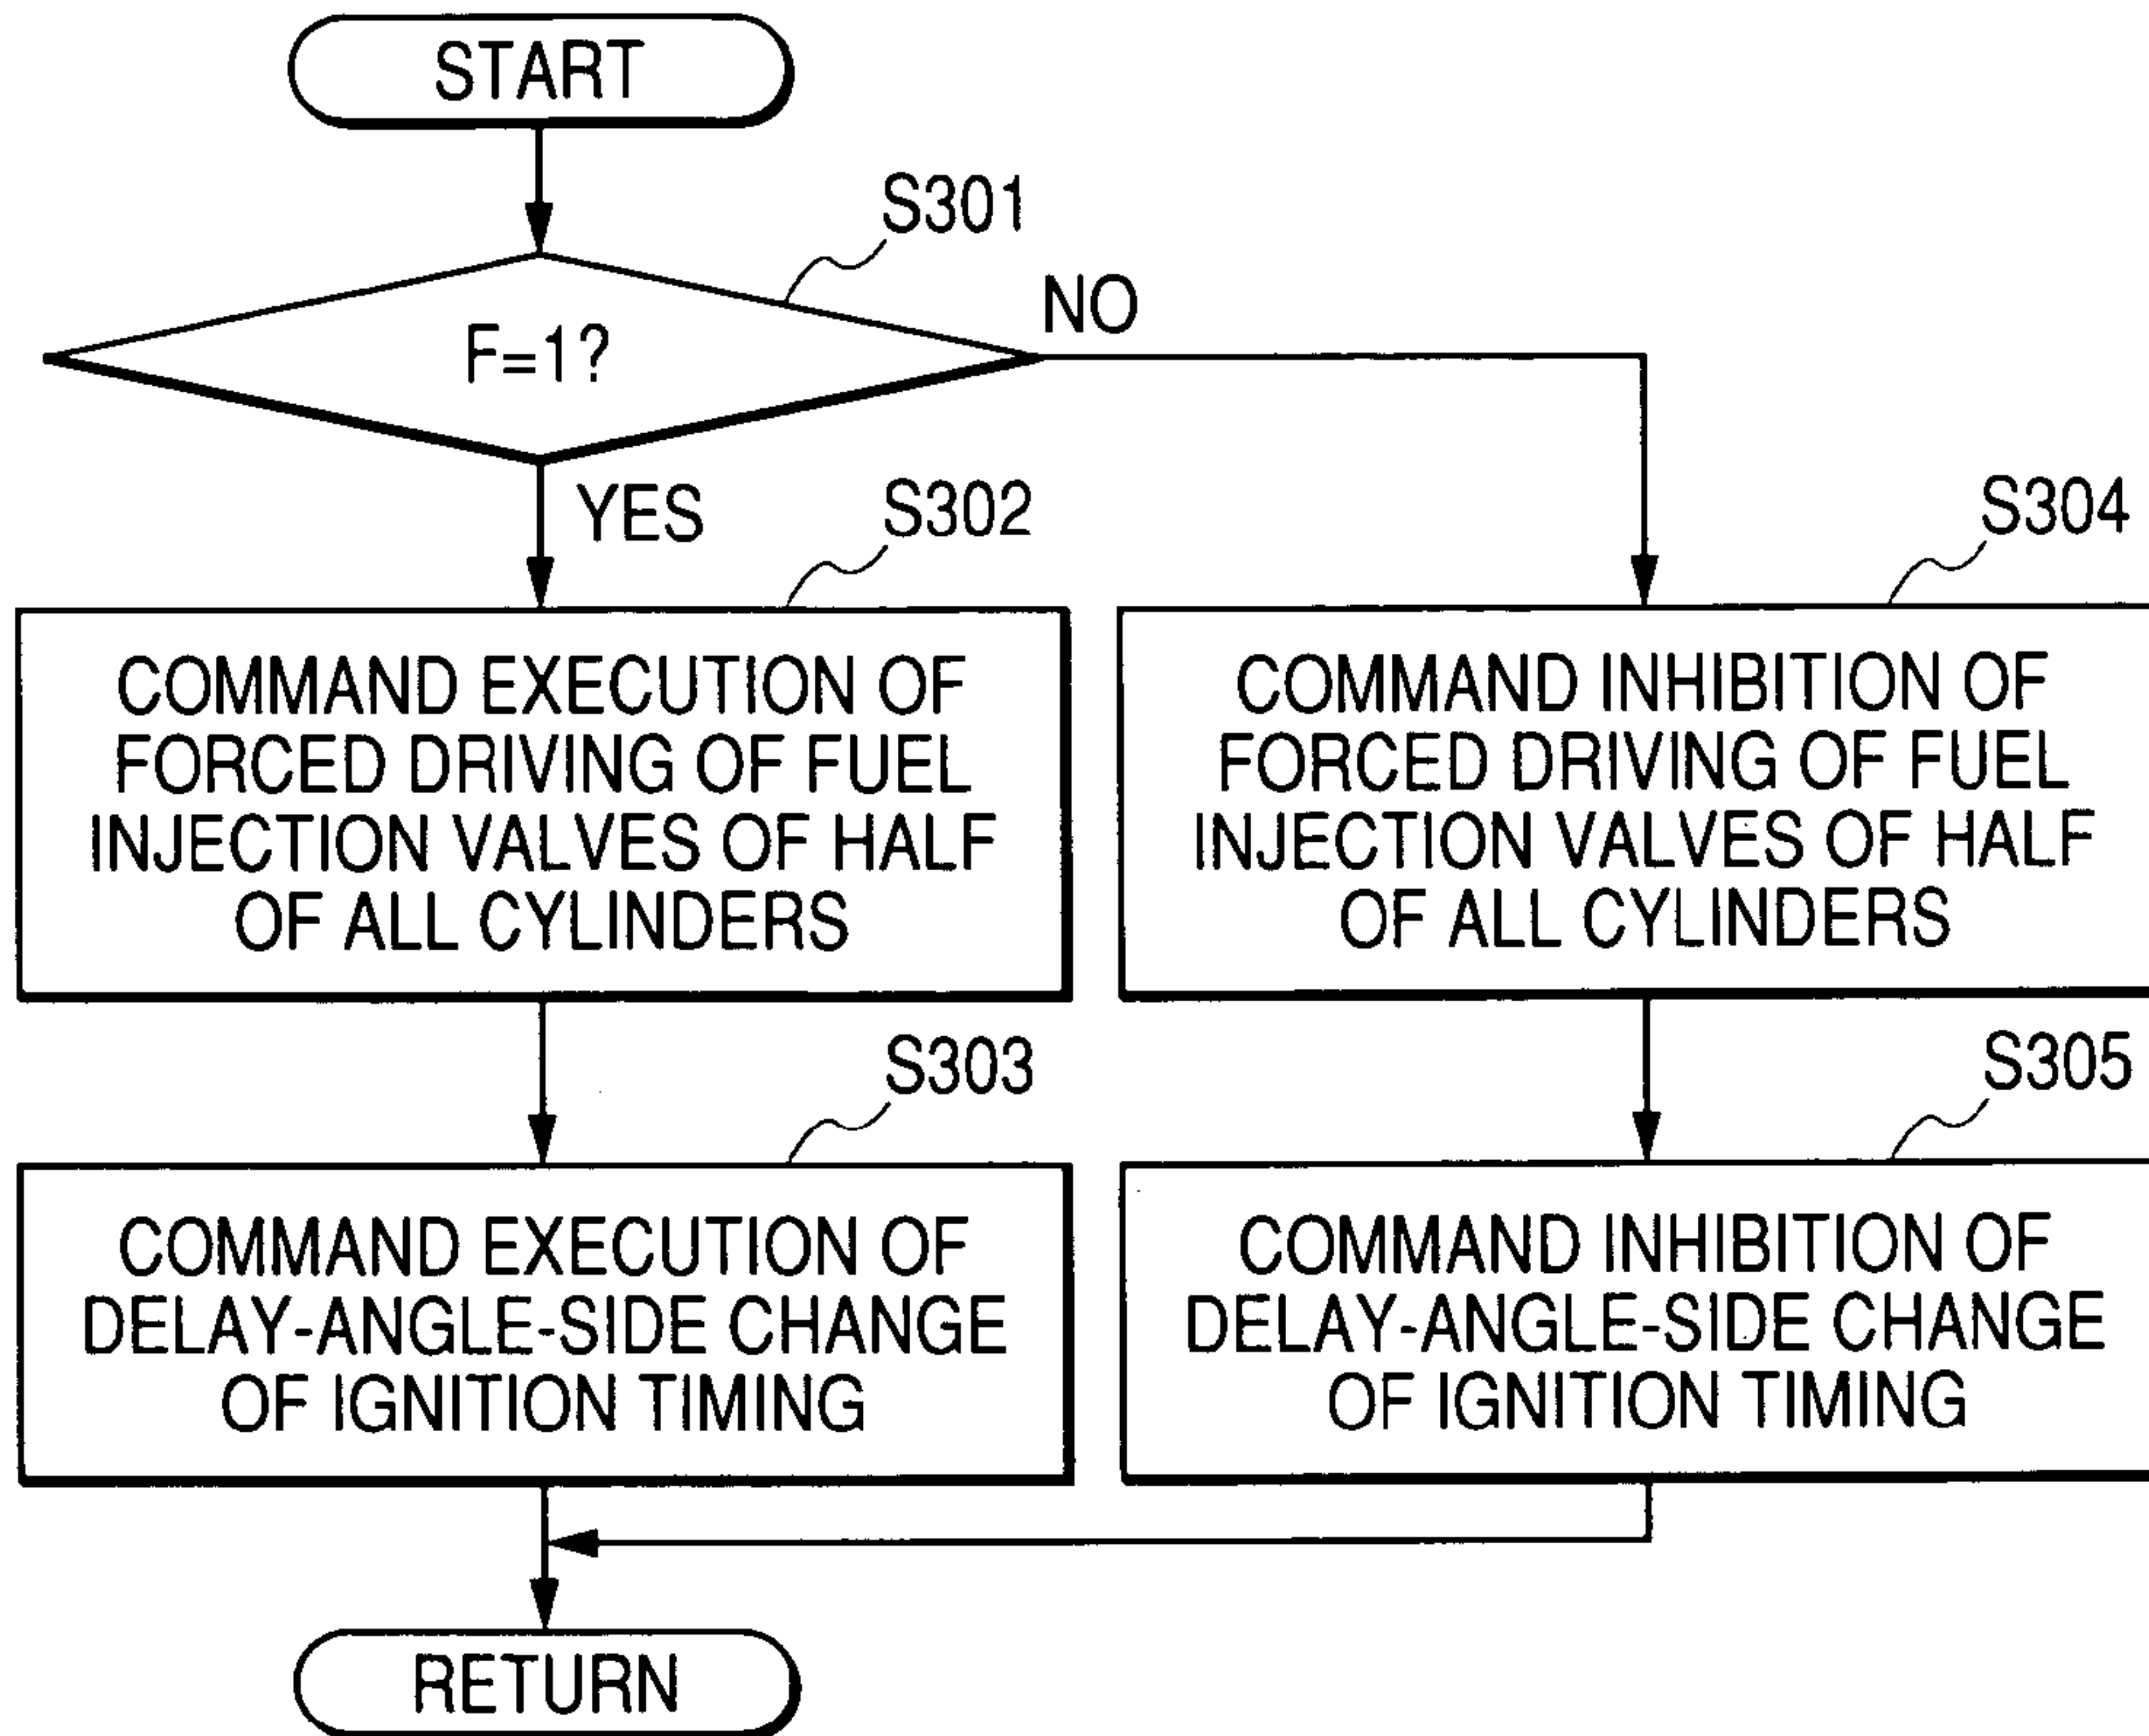 START
S301
F=1?
NO
YES
S302
COMMAND EXECUTION OF
FORCED DRIVING OF FUEL
INJECTION VALVES OF HALF
OF ALL CYLINDERS
S304
COMMAND INHIBITION OF
FORCED DRIVING OF FUEL
INJECTION VALVES OF HALF
OF ALL CYLINDERS
S303
COMMAND EXECUTION OF
DELAY-ANGLE-SIDE CHANGE
OF IGNITION TIMING
S305
COMMAND INHIBITION OF
DELAY-ANGLE-SIDE CHANGE
OF IGNITION TIMING
RETURN